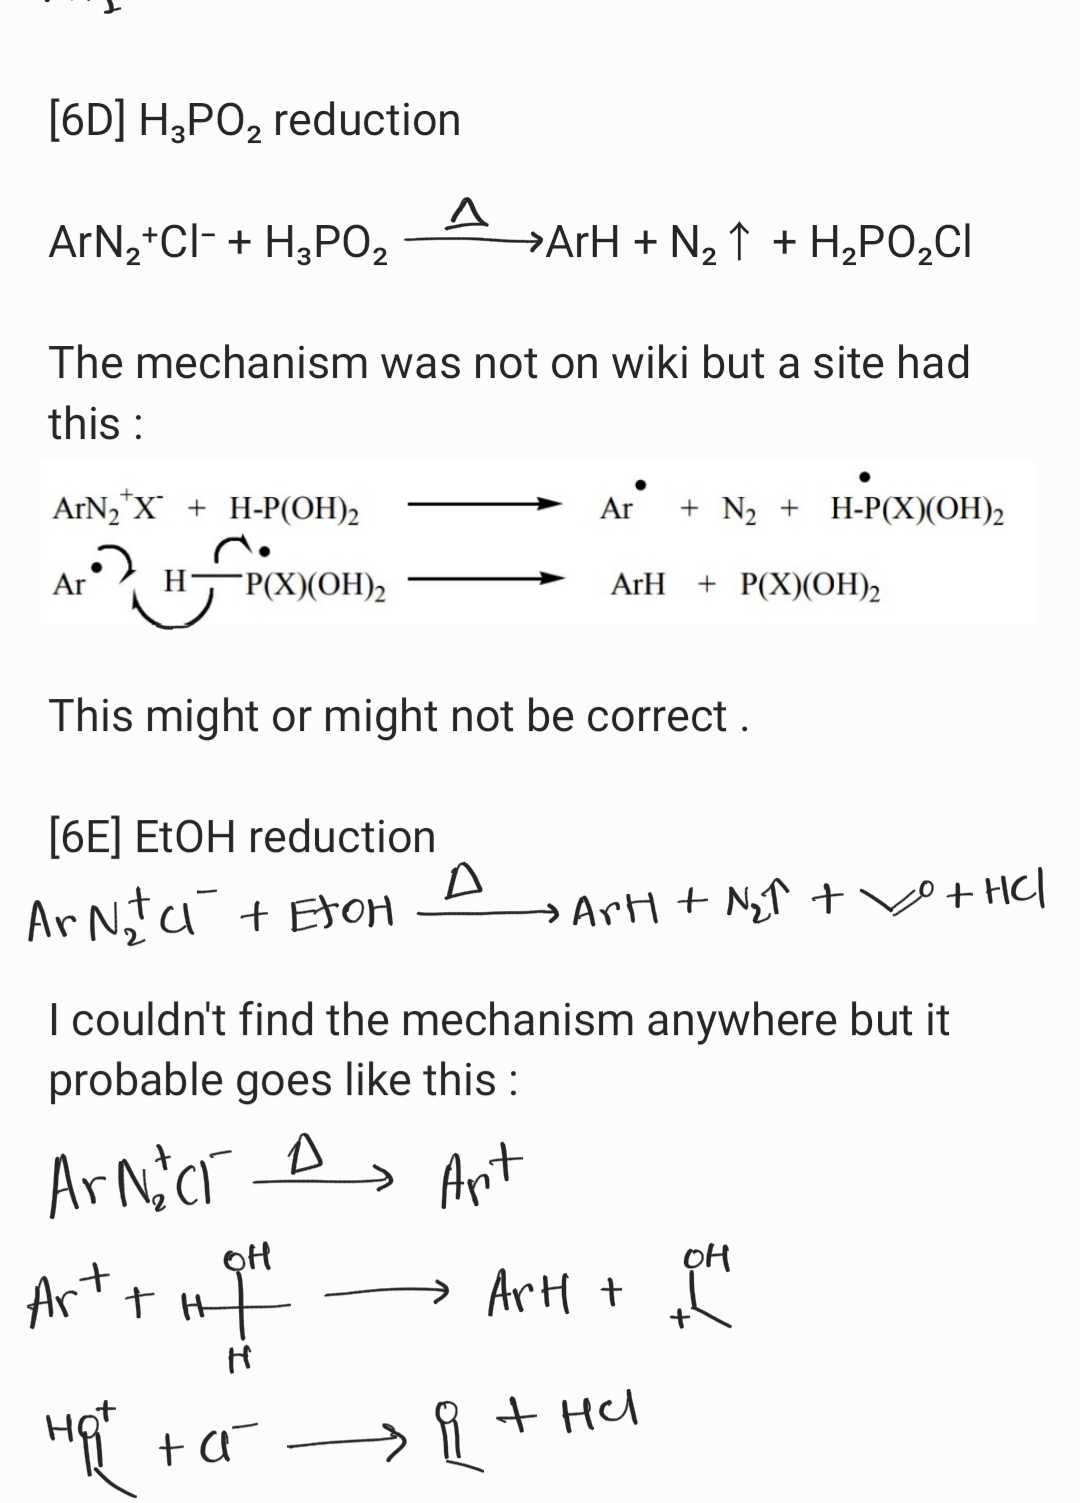 [6D] H₃PO₂ reduction
Δ
ArN₂⁺Cl⁻ + H₃PO₂ ⟶ ArH + N₂ ↑ + H₂PO₂Cl
The mechanism was not on wiki but a site had
this :
ArN₂⁺X⁻ + H-P(OH)₂ ⟶ Ar• + N₂ + H-P•(X)(OH)₂
Ar• H—P•(X)(OH)₂ ⟶ ArH + P(X)(OH)₂
This might or might not be correct .
[6E] EtOH reduction
Δ
ArN₂⁺Cl⁻ + EtOH ⟶ ArH + N₂↑ + O + HCl
I couldn't find the mechanism anywhere but it
probable goes like this :
Δ
ArN₂⁺Cl⁻ ⟶ Ar⁺
OH OH
Ar⁺ + H ⟶ ArH + +
H
HO⁺ + Cl⁻ ⟶ O + HCl